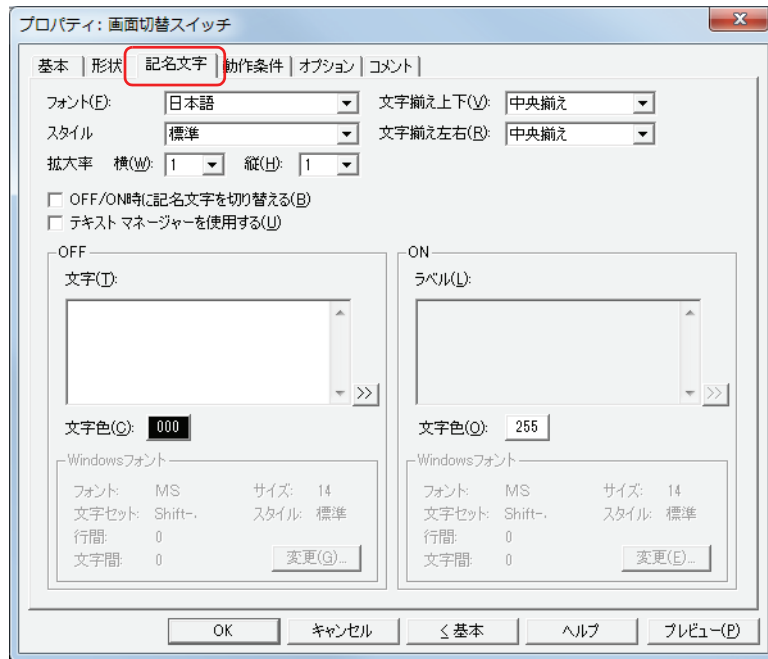 プロパティ: 画面切替スイッチ
基本 形状 記名文字 動作条件 オプション コメント
フォント(F): 日本語 文字揃え上下(V): 中央揃え
スタイル 標準 文字揃え左右(R): 中央揃え
拡大率 横(W): 1 縦(H): 1
OFF/ON時に記名文字を切り替える(B)
テキスト マネージャーを使用する(U)
OFF ON
文字(T): ラベル(L):
>> >>
文字色(C): 000 文字色(O): 255
Windowsフォント Windowsフォント
フォント: MS サイズ: 14 フォント: MS サイズ: 14
文字セット: Shift-. スタイル: 標準 文字セット: Shift-. スタイル: 標準
行間: 0 行間: 0
文字間: 0 変更(G)... 文字間: 0 変更(E)...
OK キャンセル <基本 ヘルプ プレビュー(P)